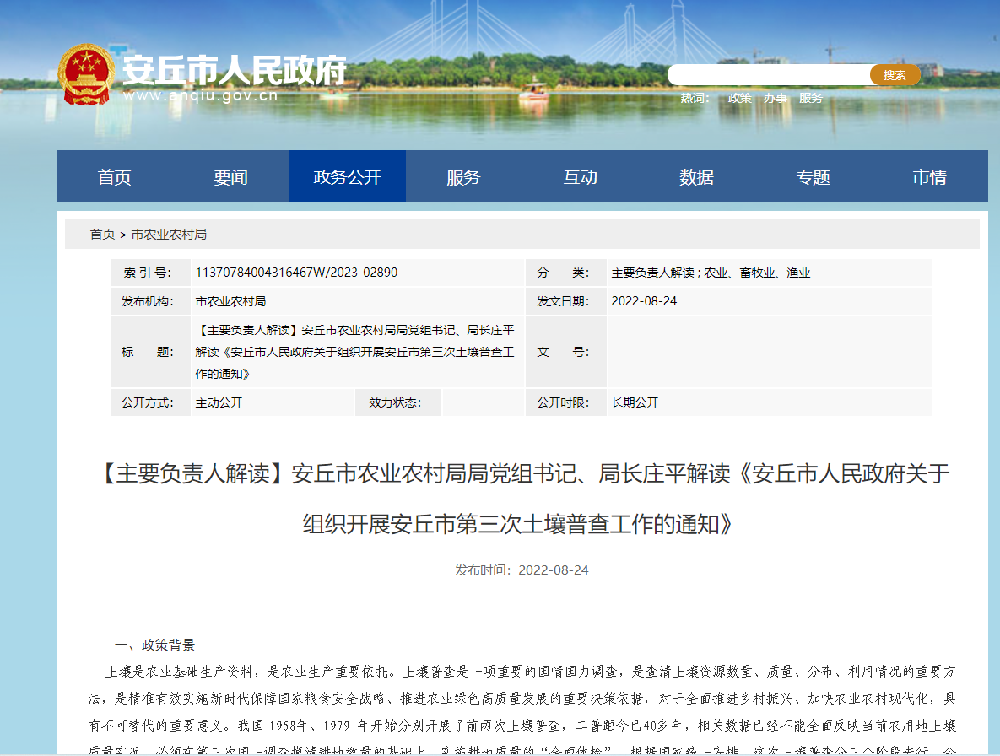 安丘市人民政府
www.anqiu.gov.cn
搜索
热词： 政策 办事 服务
首页 要闻 政务公开 服务 互动 数据 专题 市情
首页 > 市农业农村局
索 引 号： 11370784004316467W/2023-02890 分 类： 主要负责人解读 ; 农业、畜牧业、渔业
发布机构： 市农业农村局 发文日期： 2022-08-24
【主要负责人解读】安丘市农业农村局局党组书记、局长庄平
标 题： 解读《安丘市人民政府关于组织开展安丘市第三次土壤普查工 文 号：
作的通知》
公开方式： 主动公开 效力状态： 公开时限： 长期公开
【主要负责人解读】安丘市农业农村局局党组书记、局长庄平解读《安丘市人民政府关于
组织开展安丘市第三次土壤普查工作的通知》
发布时间：2022-08-24
一、政策背景
土壤是农业基础生产资料，是农业生产重要依托。土壤普查是一项重要的国情国力调查，是查清土壤资源数量、质量、分布、利用情况的重要方
法，是精准有效实施新时代保障国家粮食安全战略、推进农业绿色高质量发展的重要决策依据，对于全面推进乡村振兴、加快农业农村现代化，具
有不可替代的重要意义。我国 1958年、1979 年开始分别开展了前两次土壤普查，二普距今已40多年，相关数据已经不能全面反映当前农用地土壤
质量实况，必须在第三次国土调查摸清耕地数量的基础上，实施耕地质量的“全面体检”。根据国家统一安排，这次土壤普查分三个阶段进行，全